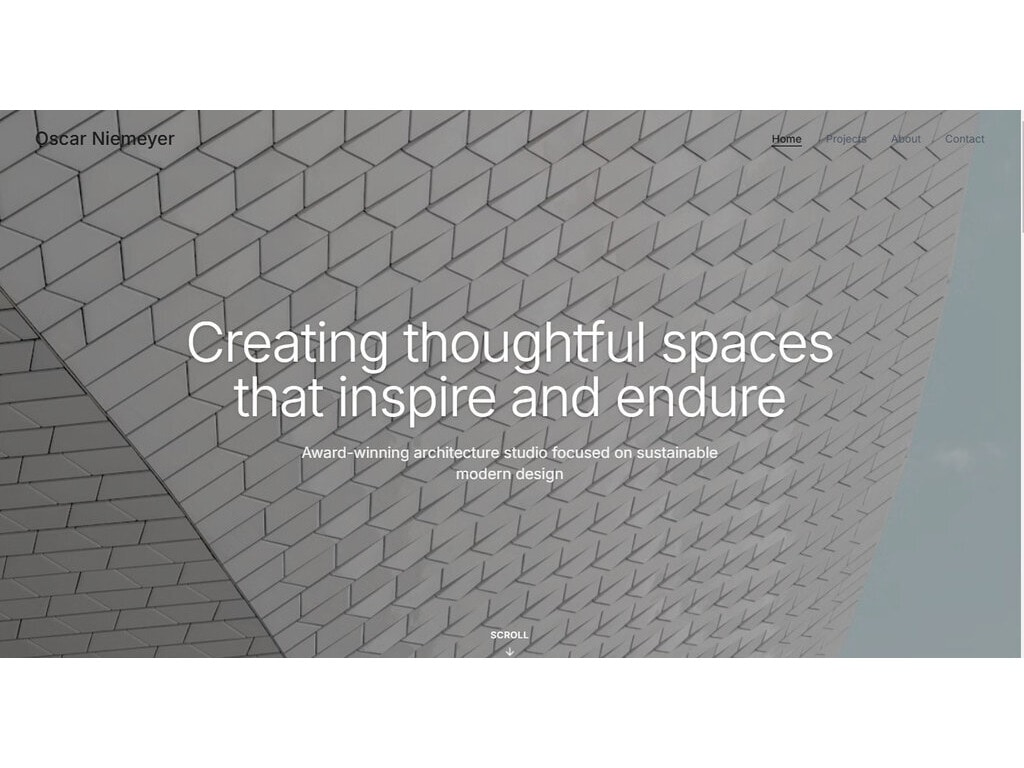 Oscar Niemeyer
Home Projects About Contact
Creating thoughtful spaces
that inspire and endure
Award-winning architecture studio focused on sustainable
modern design
SCROLL